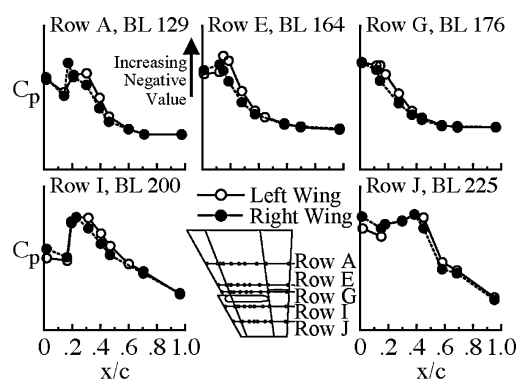 Row A, BL 129
Row E, BL 164
Row G, BL 176
Increasing
Negative
Value
Cp
Row I, BL 200
Left Wing
Right Wing
Row J, BL 225
Cp
Row A
Row E
Row G
Row I
Row J
0 .2 .4 .6 .8 1.0
x/c
0 .2 .4 .6 .8 1.0
x/c